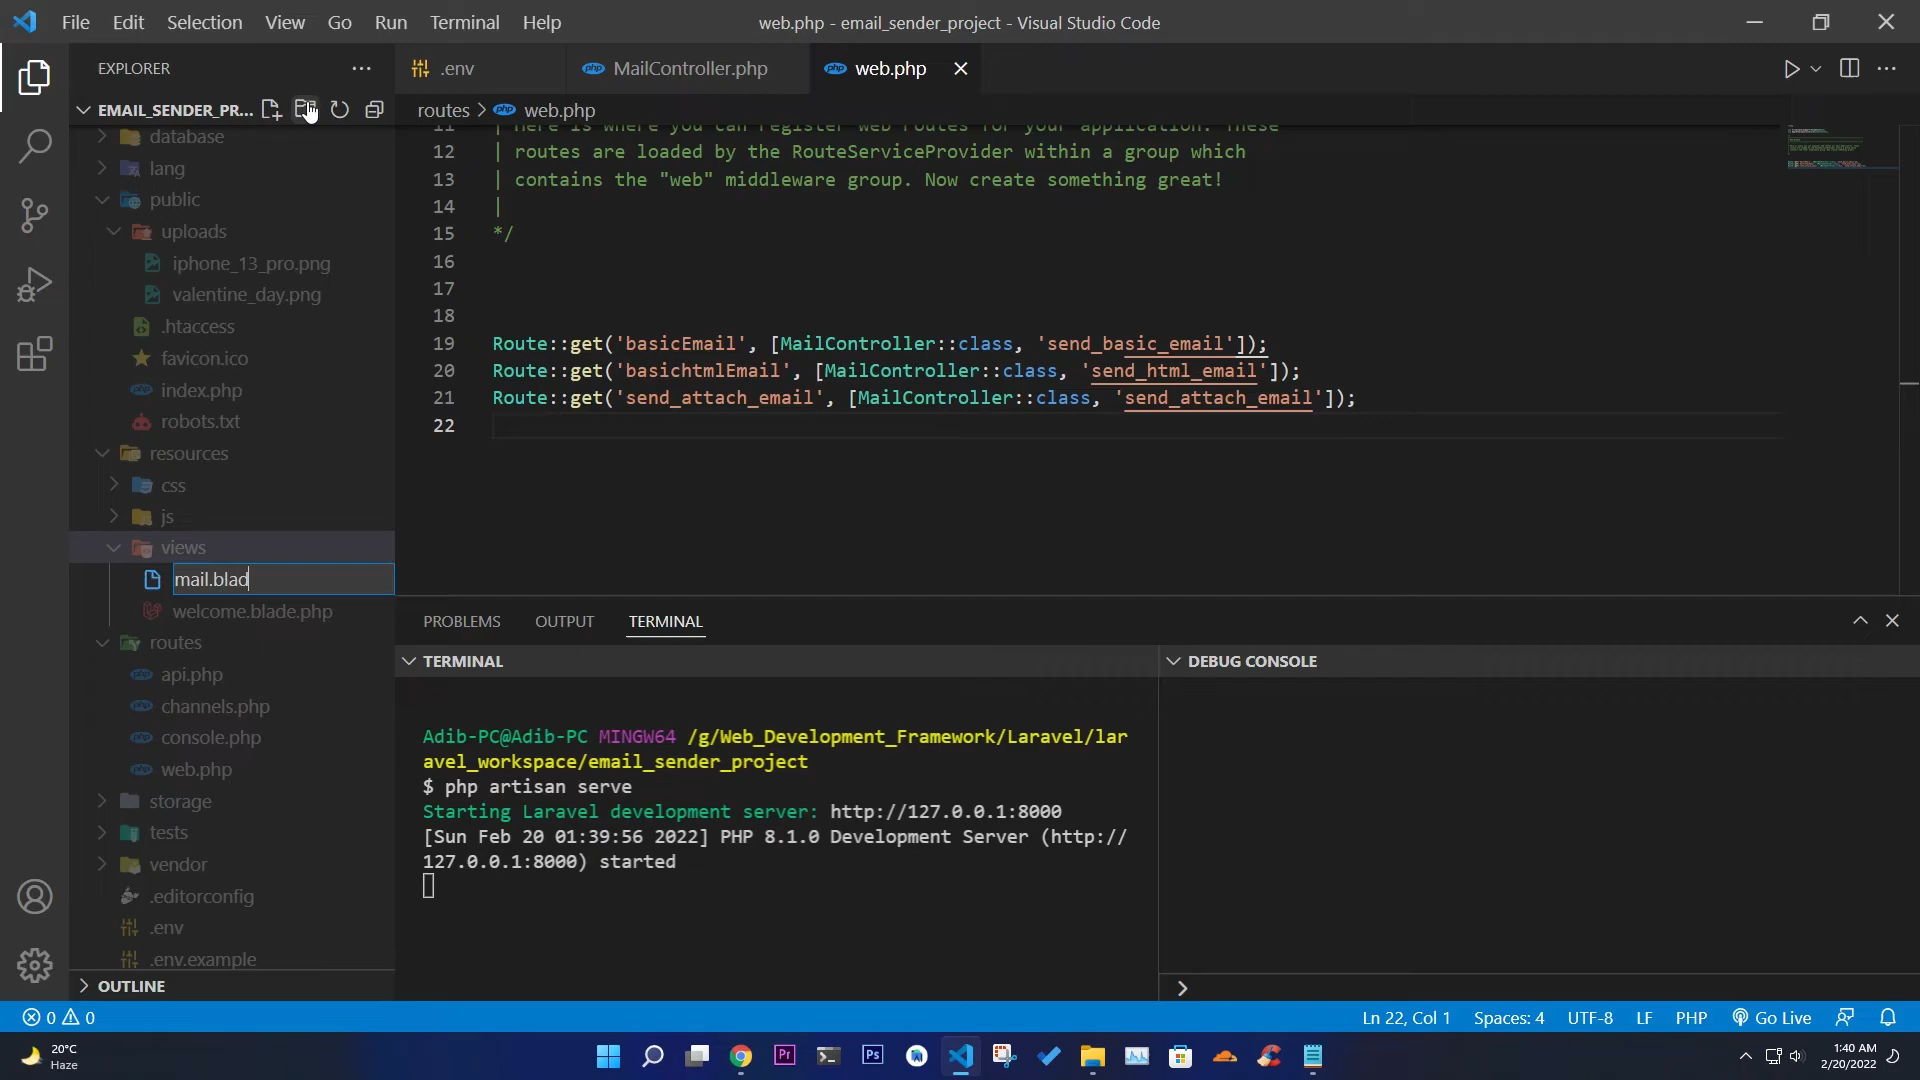 File Edit Selection View Go Run Terminal Help
web.php - email_sender_project - Visual Studio Code
EXPLORER
EMAIL_SENDER_PR...
database
lang
public
uploads
iphone_13_pro.png
valentine_day.png
.htaccess
favicon.ico
index.php
robots.txt
resources
css
js
views
mail.blad
welcome.blade.php
routes
api.php
channels.php
console.php
web.php
storage
tests
vendor
.editorconfig
.env
.env.example
OUTLINE
.env
MailController.php
web.php
routes > web.php
11 | Here is where you can register web routes for your application. These
12 | routes are loaded by the RouteServiceProvider within a group which
13 | contains the "web" middleware group. Now create something great!
14 |
15 */
16
17
18
19 Route::get('basicEmail', [MailController::class, 'send_basic_email']);
20 Route::get('basichtmlEmail', [MailController::class, 'send_html_email']);
21 Route::get('send_attach_email', [MailController::class, 'send_attach_email']);
22
PROBLEMS OUTPUT TERMINAL
TERMINAL
Adib-PC@Adib-PC MINGW64 /g/Web_Development_Framework/Laravel/lar
avel_workspace/email_sender_project
$ php artisan serve
Starting Laravel development server: http://127.0.0.1:8000
[Sun Feb 20 01:39:56 2022] PHP 8.1.0 Development Server (http://
127.0.0.1:8000) started
DEBUG CONSOLE
0 0
Ln 22, Col 1 Spaces: 4 UTF-8 LF PHP Go Live
20°C
Haze
Pr
Ps
1:40 AM
2/20/2022